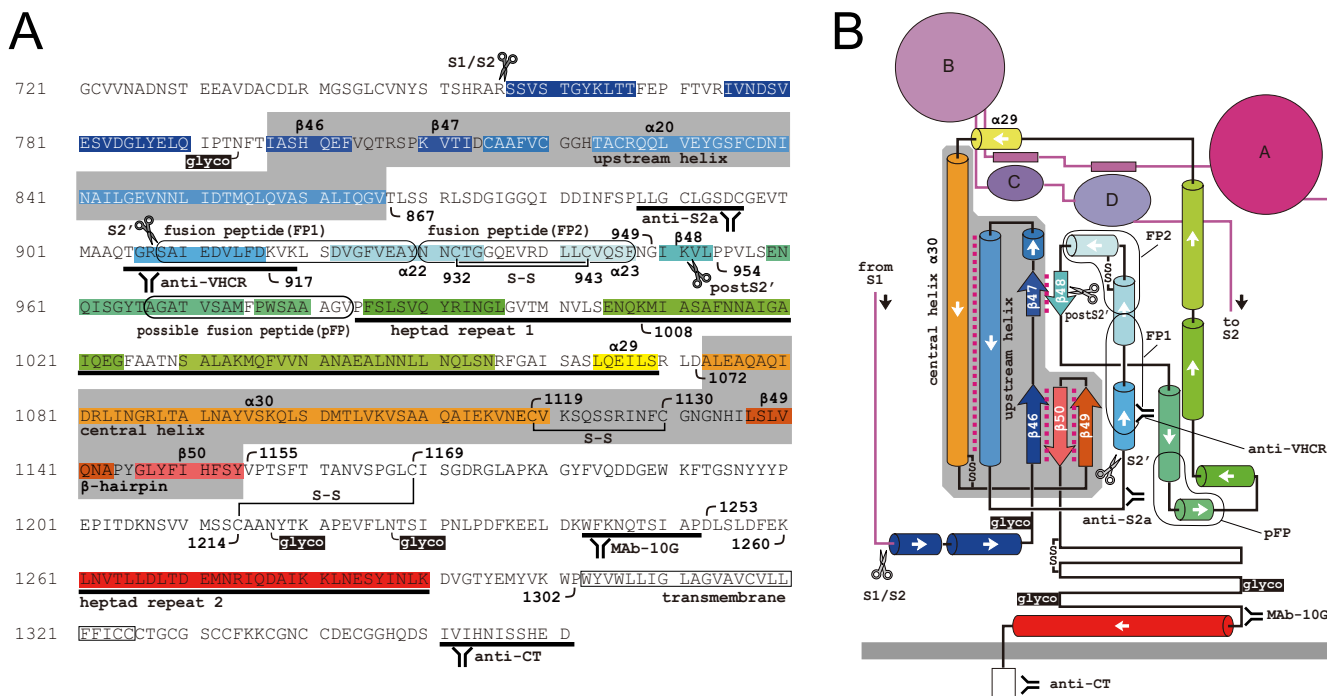 A
S1/S2
721 GCVVNADNST EEAVDACDLR MGSGLCVNYS TSHRARSSVS TGYKLTTFEP FTVRIVNDSV
β46 β47 α20
781 ESVDGLYELQ IPTNFTIASH QEFVQTRSPK VTIDCAAFVC GGHTACRQQL VEYGSFCDNI
glyco upstream helix
841 NAILGEVNNL IDTMQLQVAS ALIQGVTLSS RLSDGIGGQI DDINFSPLLG CLGSDCGEVT
867 anti-S2a
S2' fusion peptide(FP1) fusion peptide(FP2) 949 β48
901 MAAQTGRSAI EDVLFDKVKL SDVGFVEAYN NCTGGQEVRD LLCVQSFNGI KVLPPVLSEN
anti-VHCR 917 α22 932 S-S 943 α23 954
postS2'
961 QISGYTAGAT VSAMFPWSAA AGVPFSLSVQ YRINGLGVTM NVLSENQKMI ASAFNNAIGA
possible fusion peptide(pFP) heptad repeat 1 1008
α29
1021 IQEGFAATNS ALAKMQFVVN ANAEALNNLL NQLSNRFGAI SASLQEILSR LDALEAQAQI
1072
α30 1119 1130 β49
1081 DRLINGRLTA LNAYVSKQLS DMTLVKVSAA QAIEKVNECV KSQSSRINFC GNGNHILSLV
central helix S-S
β50 1155 1169
1141 QNAPYGLYFI HFSYVPTSFT TANVSPGLCI SGDRGLAPKA GYFVQDDGEW KFTGSNYYYP
β-hairpin S-S
1201 EPITDKNSVV MSSCAANYTK APEVFLNTSI PNLPDFKEEL DKWFKNQTSI APDLSLDFEK
1253
1214 glyco glyco MAb-10G 1260
1261 LNVTLLDLTD EMNRIQDAIK KLNESYINLK DVGTYEMYVK WPWYVWLLIG LAGVAVCVLL
heptad repeat 2 1302 transmembrane
1321 FFICCCTGCG SCCFKKCGNC CDECGGHQDS IVIHNISSHE D
anti-CT
B
B
α29
A
C
D
FP2
from
S1
central helix α30
upstream helix
β47
β48
SS
postS2'
to
S2
FP1
β46
β50
β49
anti-VHCR
S2'
SS
anti-S2a
glyco
pFP
SS
S1/S2
glyco
glyco
MAb-10G
anti-CT